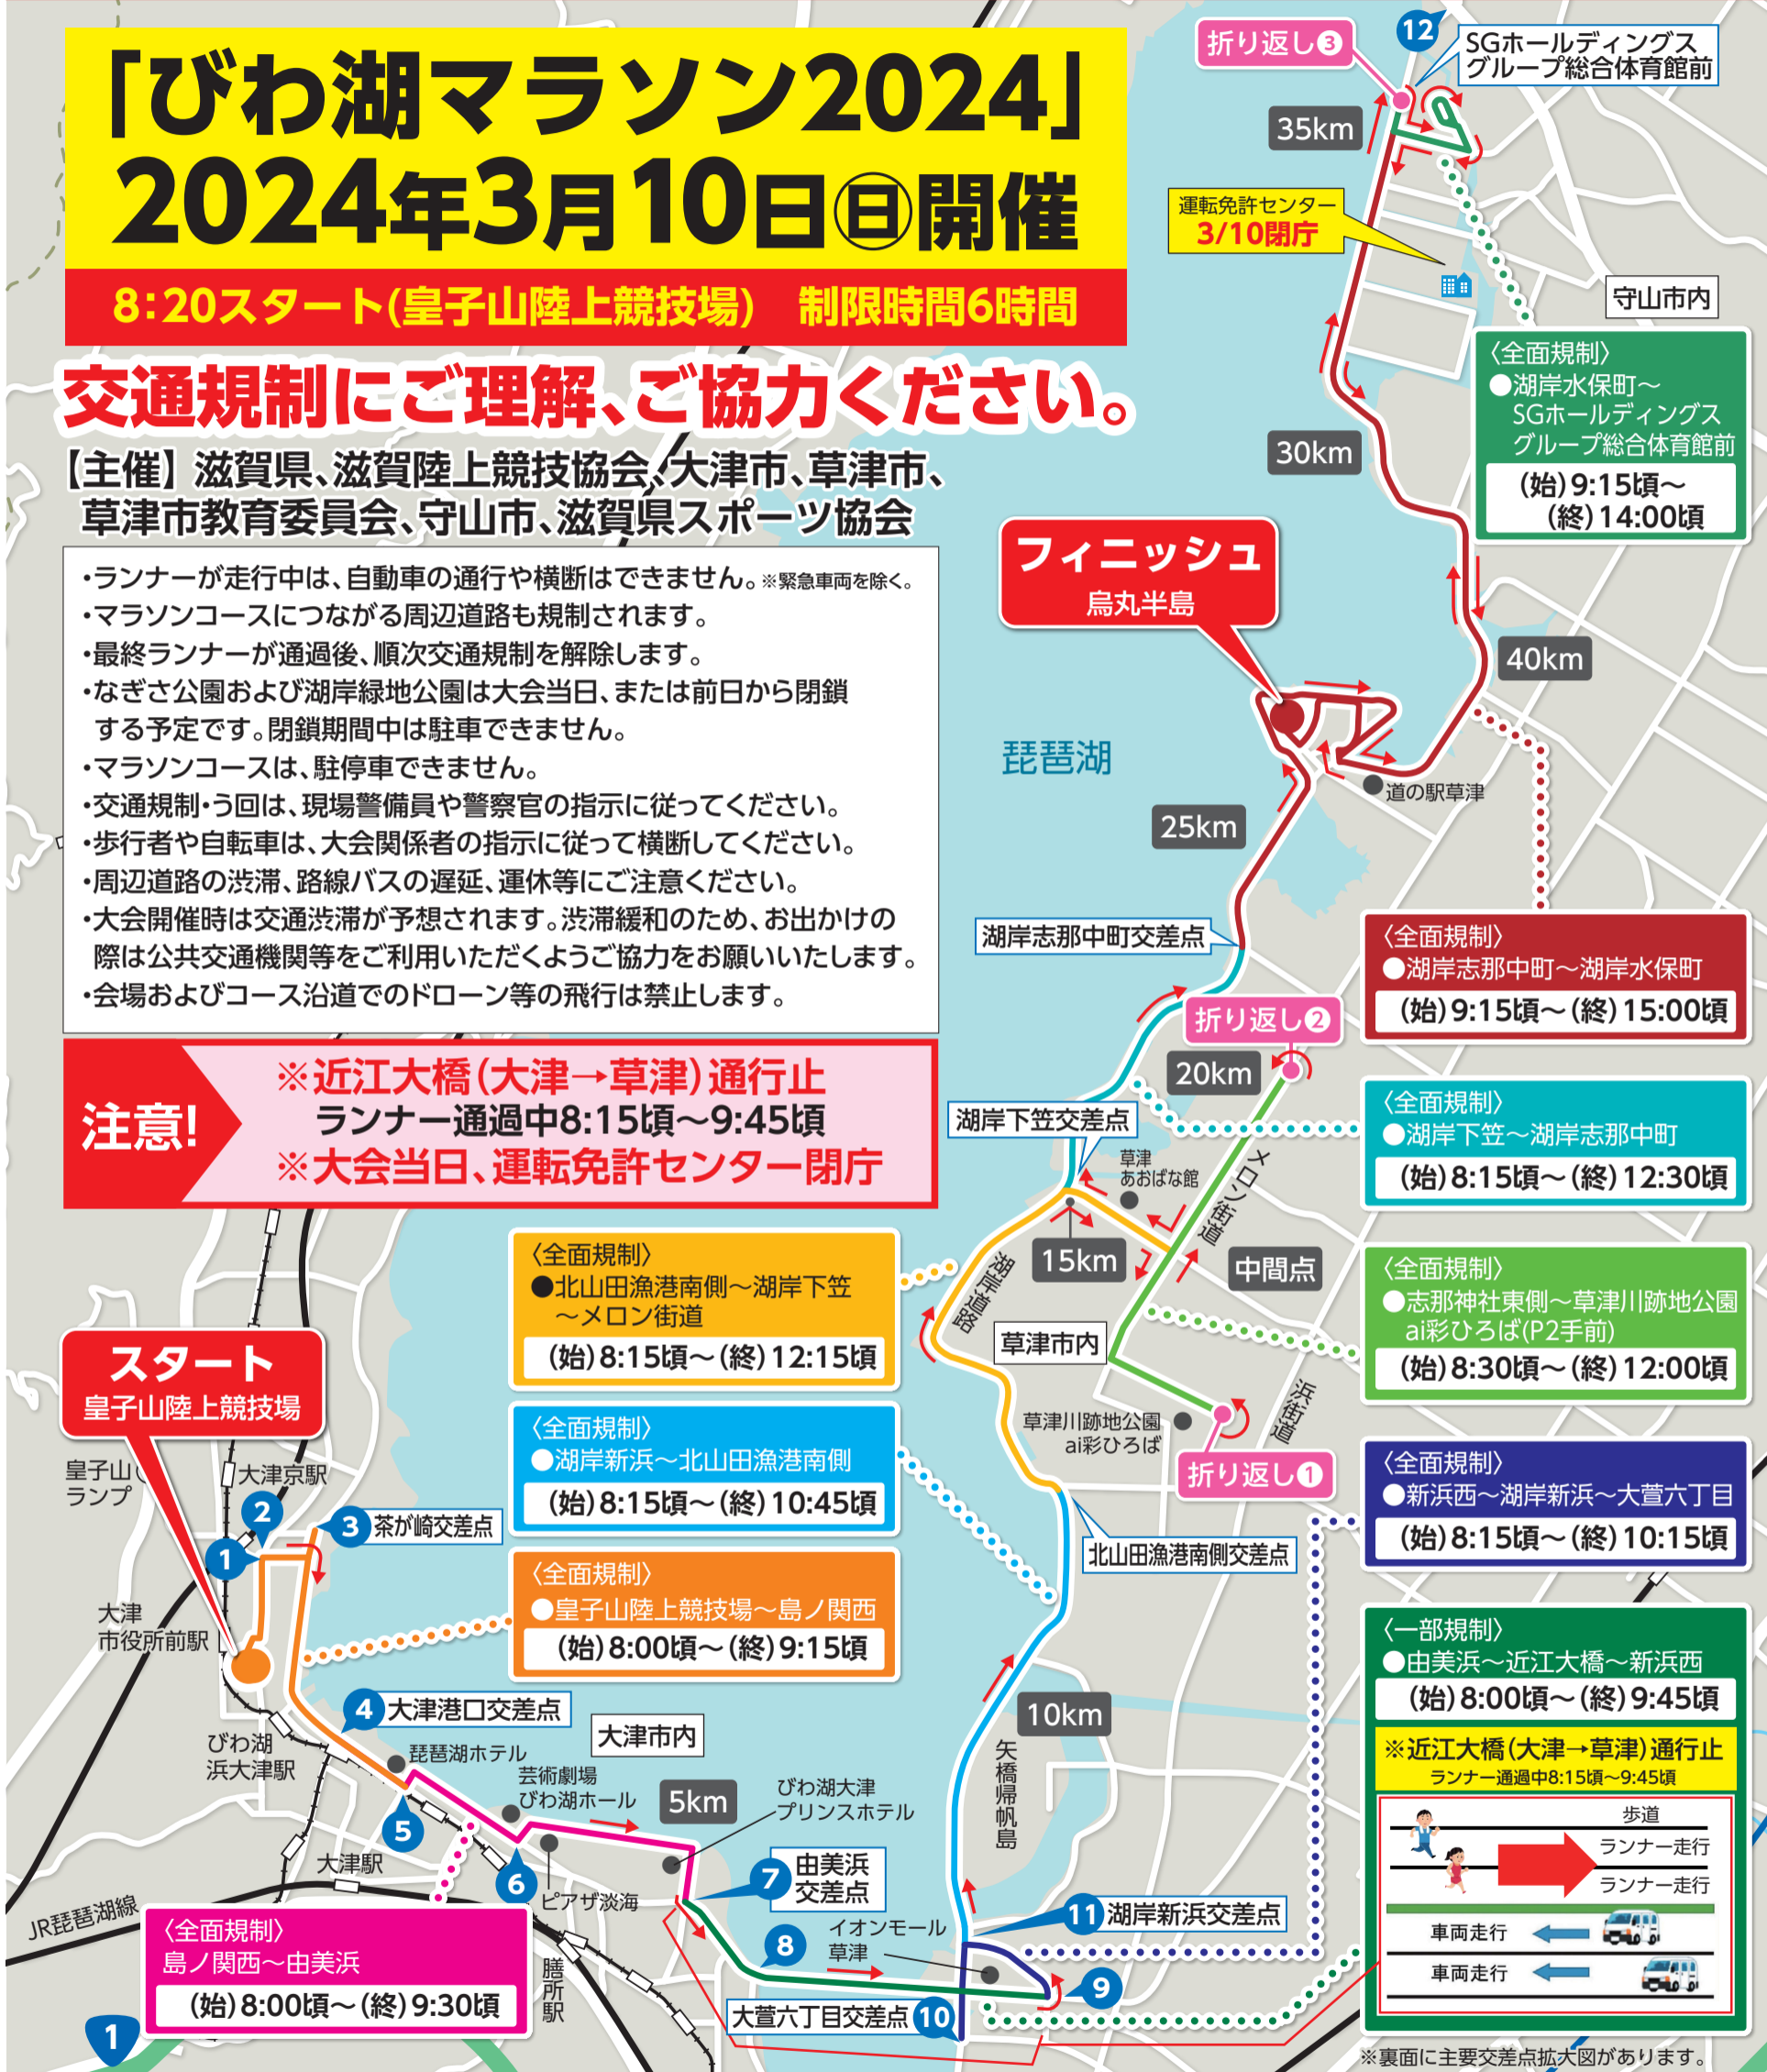 「びわ湖マラソン2024」
2024年3月10日㊐開催
8:20スタート(皇子山陸上競技場)　制限時間6時間
交通規制にご理解、ご協力ください。
【主催】滋賀県、滋賀陸上競技協会、大津市、草津市、
草津市教育委員会、守山市、滋賀県スポーツ協会
・ランナーが走行中は、自動車の通行や横断はできません。※緊急車両を除く。
・マラソンコースにつながる周辺道路も規制されます。
・最終ランナーが通過後、順次交通規制を解除します。
・なぎさ公園および湖岸緑地公園は大会当日、または前日から閉鎖
する予定です。閉鎖期間中は駐車できません。
・マラソンコースは、駐停車できません。
・交通規制・う回は、現場警備員や警察官の指示に従ってください。
・歩行者や自転車は、大会関係者の指示に従って横断してください。
・周辺道路の渋滞、路線バスの遅延、運休等にご注意ください。
・大会開催時は交通渋滞が予想されます。渋滞緩和のため、お出かけの
際は公共交通機関等をご利用いただくようご協力をお願いいたします。
・会場およびコース沿道でのドローン等の飛行は禁止します。
注意!
※近江大橋(大津→草津)通行止
ランナー通過中8:15頃～9:45頃
※大会当日、運転免許センター閉庁
折り返し❸
12
SGホールディングス
グループ総合体育館前
35km
運転免許センター
3/10閉庁
守山市内
〈全面規制〉
●湖岸水保町～
SGホールディングス
グループ総合体育館前
(始)9:15頃～
(終)14:00頃
30km
フィニッシュ
烏丸半島
40km
琵琶湖
道の駅草津
25km
湖岸志那中町交差点
〈全面規制〉
●湖岸志那中町～湖岸水保町
(始)9:15頃～(終)15:00頃
折り返し❷
20km
湖岸下笠交差点
〈全面規制〉
●湖岸下笠～湖岸志那中町
(始)8:15頃～(終)12:30頃
草津
あおばな館
メロン街道
15km
中間点
湖岸道路
草津市内
〈全面規制〉
●志那神社東側～草津川跡地公園
ai彩ひろば(P2手前)
(始)8:30頃～(終)12:00頃
〈全面規制〉
●北山田漁港南側～湖岸下笠
～メロン街道
(始)8:15頃～(終)12:15頃
浜街道
草津川跡地公園
ai彩ひろば
折り返し❶
〈全面規制〉
●湖岸新浜～北山田漁港南側
(始)8:15頃～(終)10:45頃
北山田漁港南側交差点
〈全面規制〉
●新浜西～湖岸新浜～大萱六丁目
(始)8:15頃～(終)10:15頃
〈全面規制〉
●皇子山陸上競技場～島ノ関西
(始)8:00頃～(終)9:15頃
スタート
皇子山陸上競技場
皇子山
ランプ
大津京駅
2
3
茶が崎交差点
1
大津
市役所前駅
4
大津港口交差点
大津市内
びわ湖
浜大津駅
琵琶湖ホテル
芸術劇場
びわ湖ホール
5km
びわ湖大津
プリンスホテル
5
大津駅
6
ピアザ淡海
7
由美浜
交差点
10km
矢橋帰帆島
11
湖岸新浜交差点
8
イオンモール
草津
9
大萱六丁目交差点
10
JR琵琶湖線
膳所駅
〈全面規制〉
島ノ関西～由美浜
(始)8:00頃～(終)9:30頃
1
〈一部規制〉
●由美浜～近江大橋～新浜西
(始)8:00頃～(終)9:45頃
※近江大橋(大津→草津)通行止
ランナー通過中8:15頃～9:45頃
歩道
ランナー走行
ランナー走行
車両走行
車両走行
※裏面に主要交差点拡大図があります。